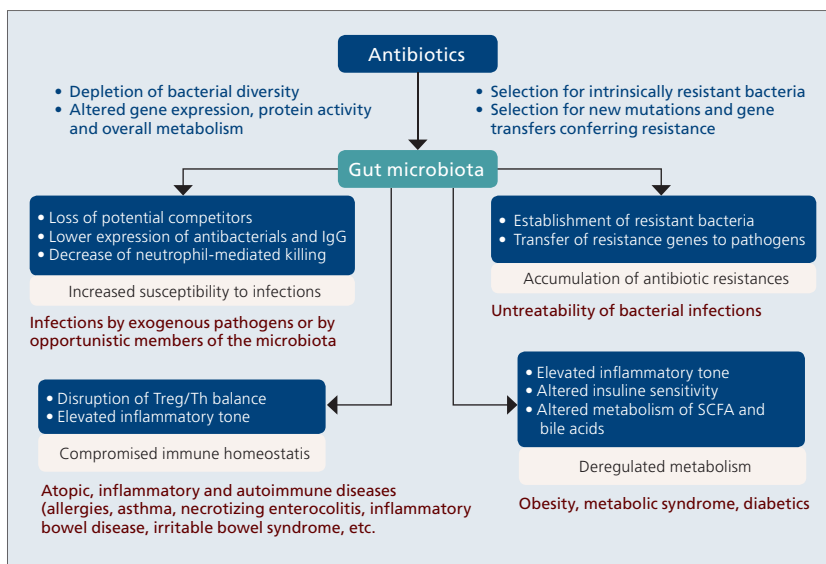 Antibiotics
• Depletion of bacterial diversity
• Altered gene expression, protein activity
and overall metabolism
• Selection for intrinsically resistant bacteria
• Selection for new mutations and gene
transfers conferring resistance
Gut microbiota
• Loss of potential competitors
• Lower expression of antibacterials and IgG
• Decrease of neutrophil-mediated killing
Increased susceptibility to infections
Infections by exogenous pathogens or by
opportunistic members of the microbiota
• Establishment of resistant bacteria
• Transfer of resistance genes to pathogens
Accumulation of antibiotic resistances
Untreatability of bacterial infections
• Disruption of Treg/Th balance
• Elevated inflammatory tone
Compromised immune homeostatis
Atopic, inflammatory and autoimmune diseases
(allergies, asthma, necrotizing enterocolitis, inflammatory
bowel disease, irritable bowel syndrome, etc.
• Elevated inflammatory tone
• Altered insuline sensitivity
• Altered metabolism of SCFA and
bile acids
Deregulated metabolism
Obesity, metabolic syndrome, diabetics